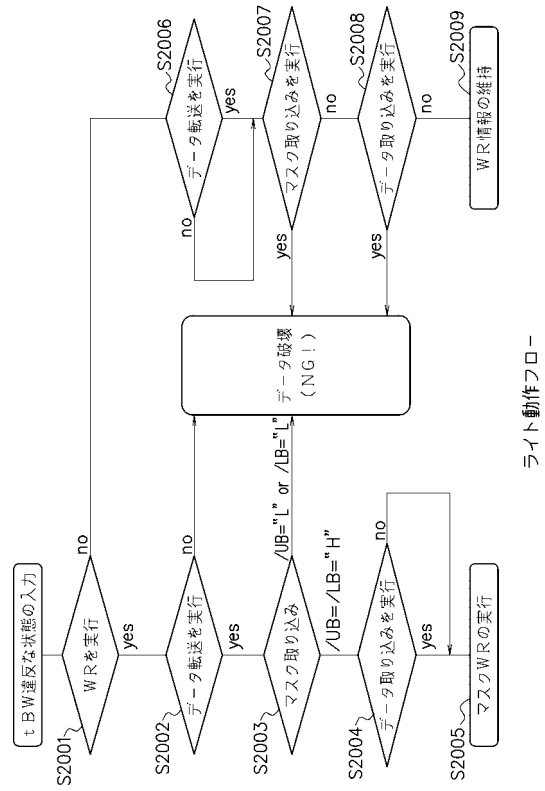 tBW違反な状態の入力
S2001
WRを実行
no
yes
S2002
データ転送を実行
no
yes
S2003
マスク取り込み
/UB="L" or /LB="L"
/UB=/LB="H"
S2004
データ取り込みを実行
no
yes
S2005
マスクWRの実行
データ破壊
(NG!)
S2006
データ転送を実行
no
yes
S2007
マスク取り込みを実行
yes
no
S2008
データ取り込みを実行
yes
no
S2009
WR情報の維持
ライト動作フロー